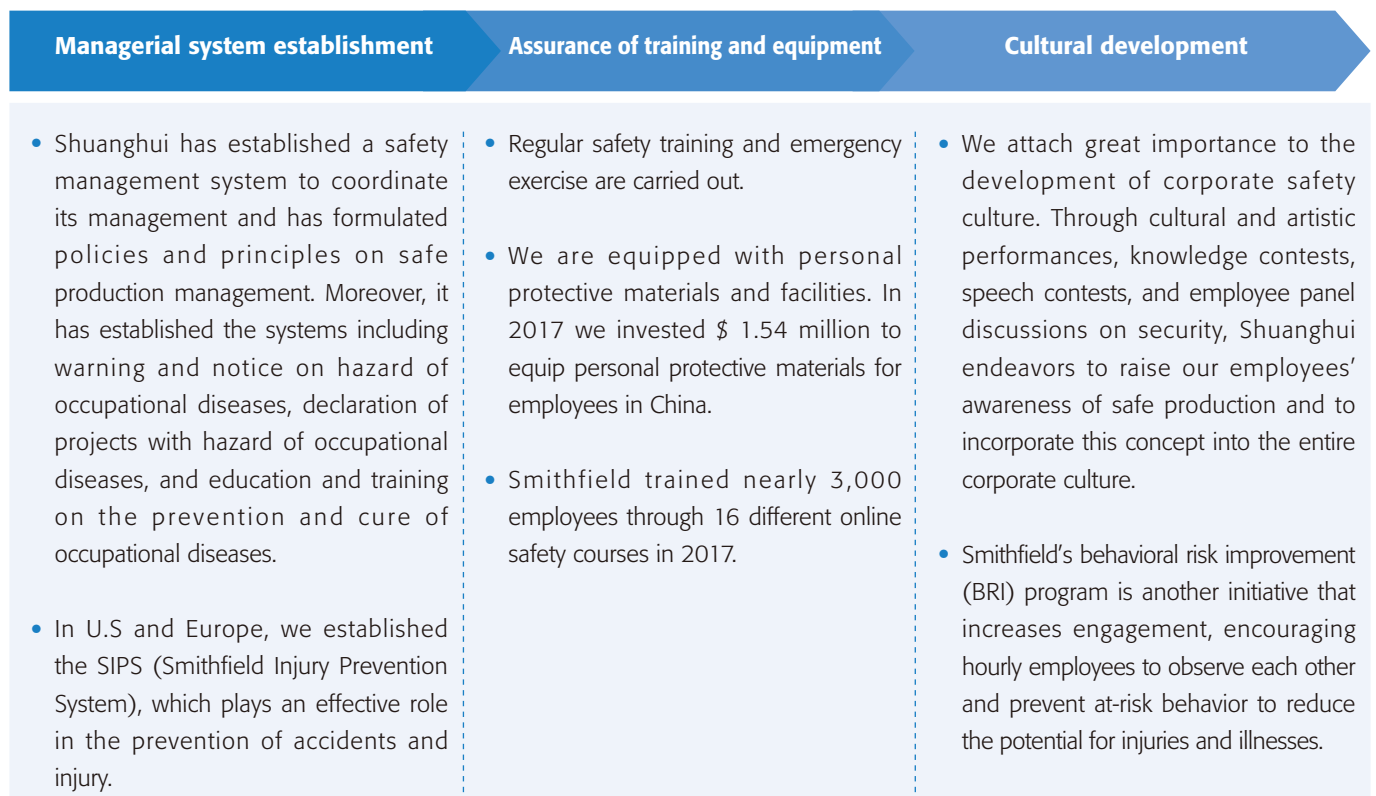 Managerial system establishment
Assurance of training and equipment
Cultural development
• Shuanghui has established a safety
management system to coordinate
its management and has formulated
policies and principles on safe
production management. Moreover, it
has established the systems including
warning and notice on hazard of
occupational diseases, declaration of
projects with hazard of occupational
diseases, and education and training
on the prevention and cure of
occupational diseases.
• In U.S and Europe, we established
the SIPS (Smithfield Injury Prevention
System), which plays an effective role
in the prevention of accidents and
injury.
• Regular safety training and emergency
exercise are carried out.
• We are equipped with personal
protective materials and facilities. In
2017 we invested $ 1.54 million to
equip personal protective materials for
employees in China.
• Smithfield trained nearly 3,000
employees through 16 different online
safety courses in 2017.
• We attach great importance to the
development of corporate safety
culture. Through cultural and artistic
performances, knowledge contests,
speech contests, and employee panel
discussions on security, Shuanghui
endeavors to raise our employees’
awareness of safe production and to
incorporate this concept into the entire
corporate culture.
• Smithfield’s behavioral risk improvement
(BRI) program is another initiative that
increases engagement, encouraging
hourly employees to observe each other
and prevent at-risk behavior to reduce
the potential for injuries and illnesses.